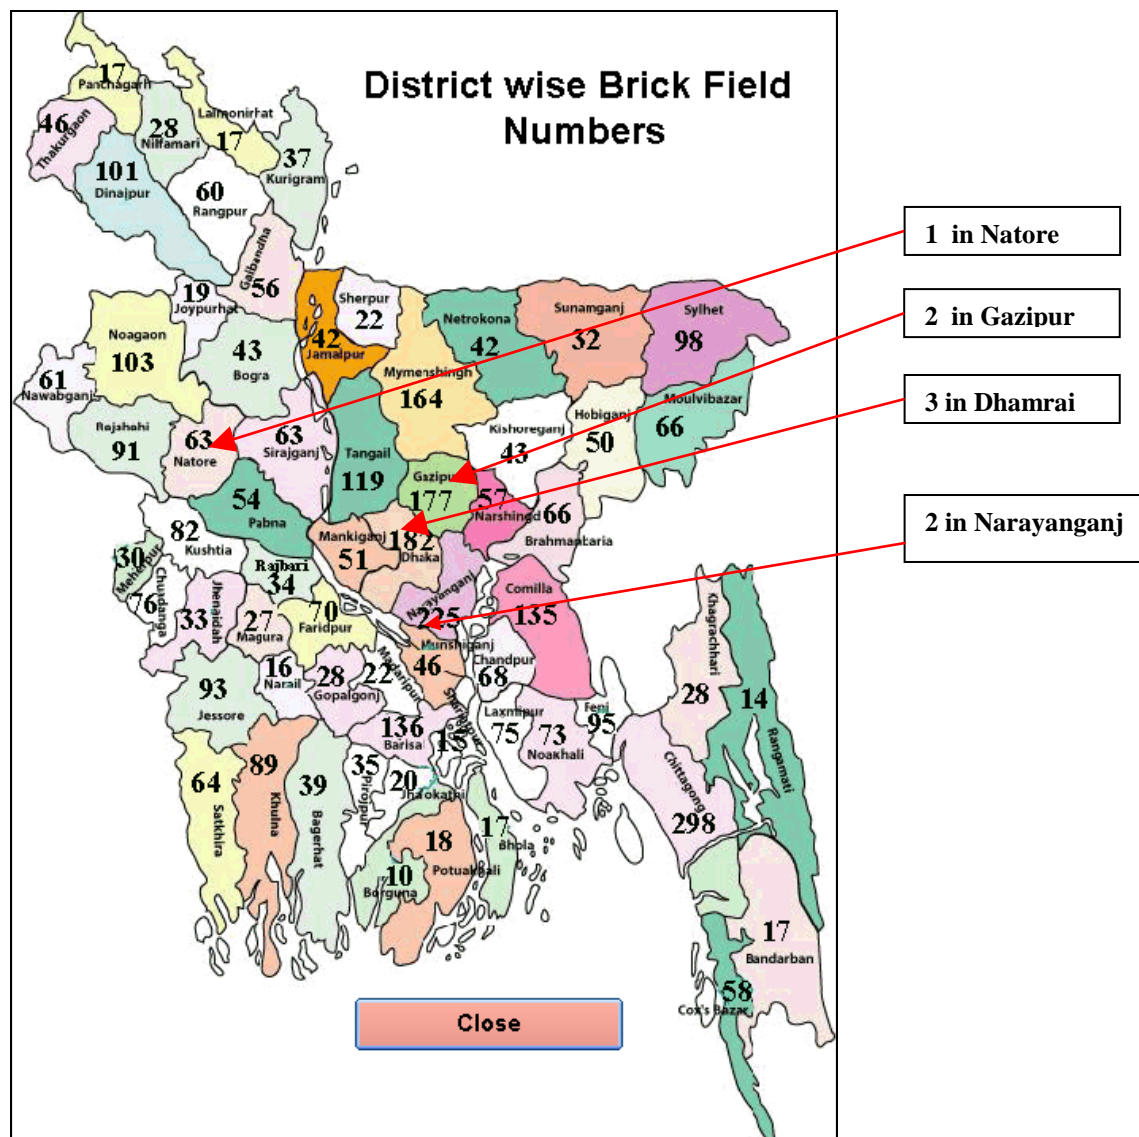 District wise Brick Field
Numbers
17
Panchagarh
46
Thakurgaon
28
Nilfamari
Lalmonirhat
17
37
Kurigram
101
Dinajpur
60
Rangpur
1 in Natore
Gaibandha
56
19
Joypurhat
Sherpur
22
42
Jamalpur
Netrokona
42
Sunamganj
32
Sylhet
98
2 in Gazipur
Noagaon
103
43
Bogra
Mymenshingh
164
61
Nawabganj
Hobiganj
50
Moulvibazar
66
3 in Dhamrai
Rajshahi
91
63
Natore
63
Sirajganj
Tangail
119
Kishoreganj
43
Gazipu
177
57
Narshingd
66
Brahmanbaria
2 in Narayanganj
54
Pabna
Mankiganj
51
182
Dhaka
82
Kushtia
30
Meherpur
76
Chuadanga
Rajbari
34
33
Jhenaidah
27
Magura
70
Faridpur
Narayanganj
225
Comilla
135
Khagrachhari
28
14
Rangamati
Munshiganj
46
Chandpur
68
16
Narail
28
Gopalgonj
22
Madaripur
Shariatpur
13
93
Jessore
136
Barisal
Laxmipur
75
73
Noakhali
Feni
95
Chittagong
298
64
Satkhira
89
Khulna
39
Bagerhat
35
Pirojpur
20
Jhalokathi
17
Bhola
18
Potuakhali
10
Borguna
17
Bandarban
58
Cox's Bazar
Close